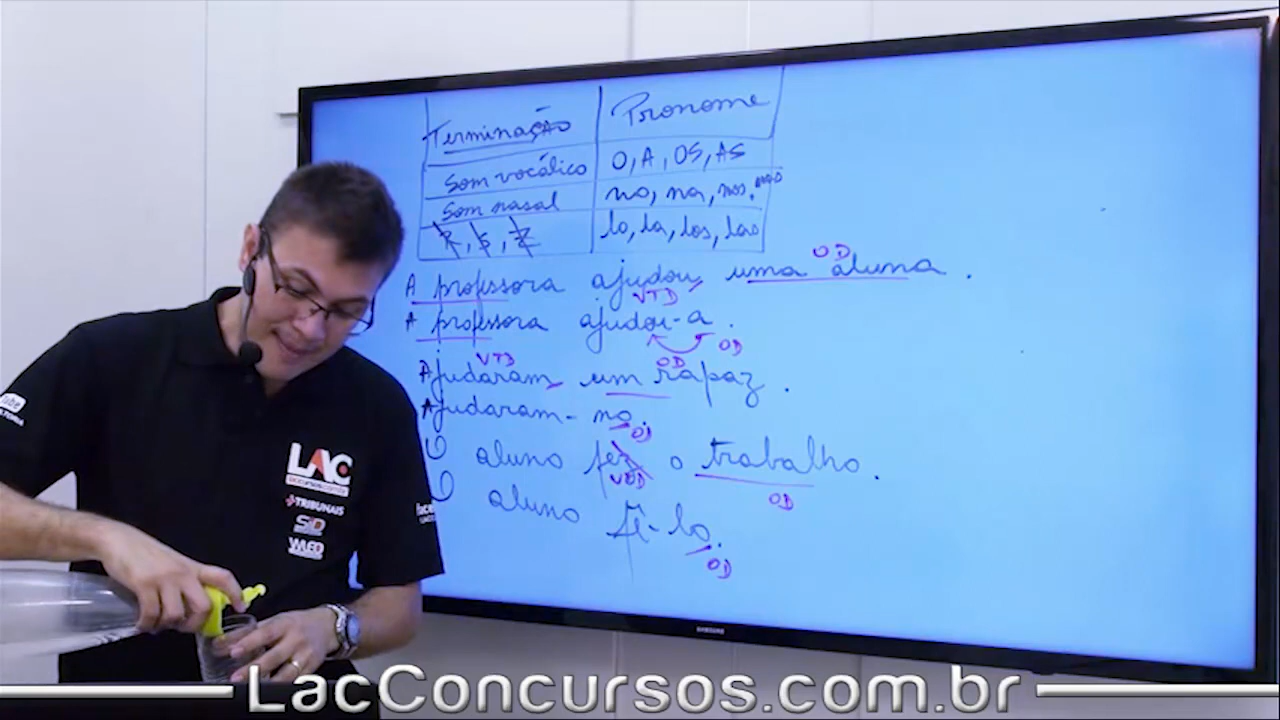 Terminação Pronome
Som vocálico O, A, OS, AS
Som nasal no, na, nos, nas
R, S, Z lo, la, los, las
OD
A professora ajudou uma aluna.
VTD
A professora ajudou-a.
OD
VTD OD
Ajudaram um rapaz.
Ajudaram-no.
OD
O aluno fez o trabalho.
VTD OD
O aluno fê-lo.
OD
LAC
+TRIBUNAIS
SAMSUNG
LacConcursos.com.br